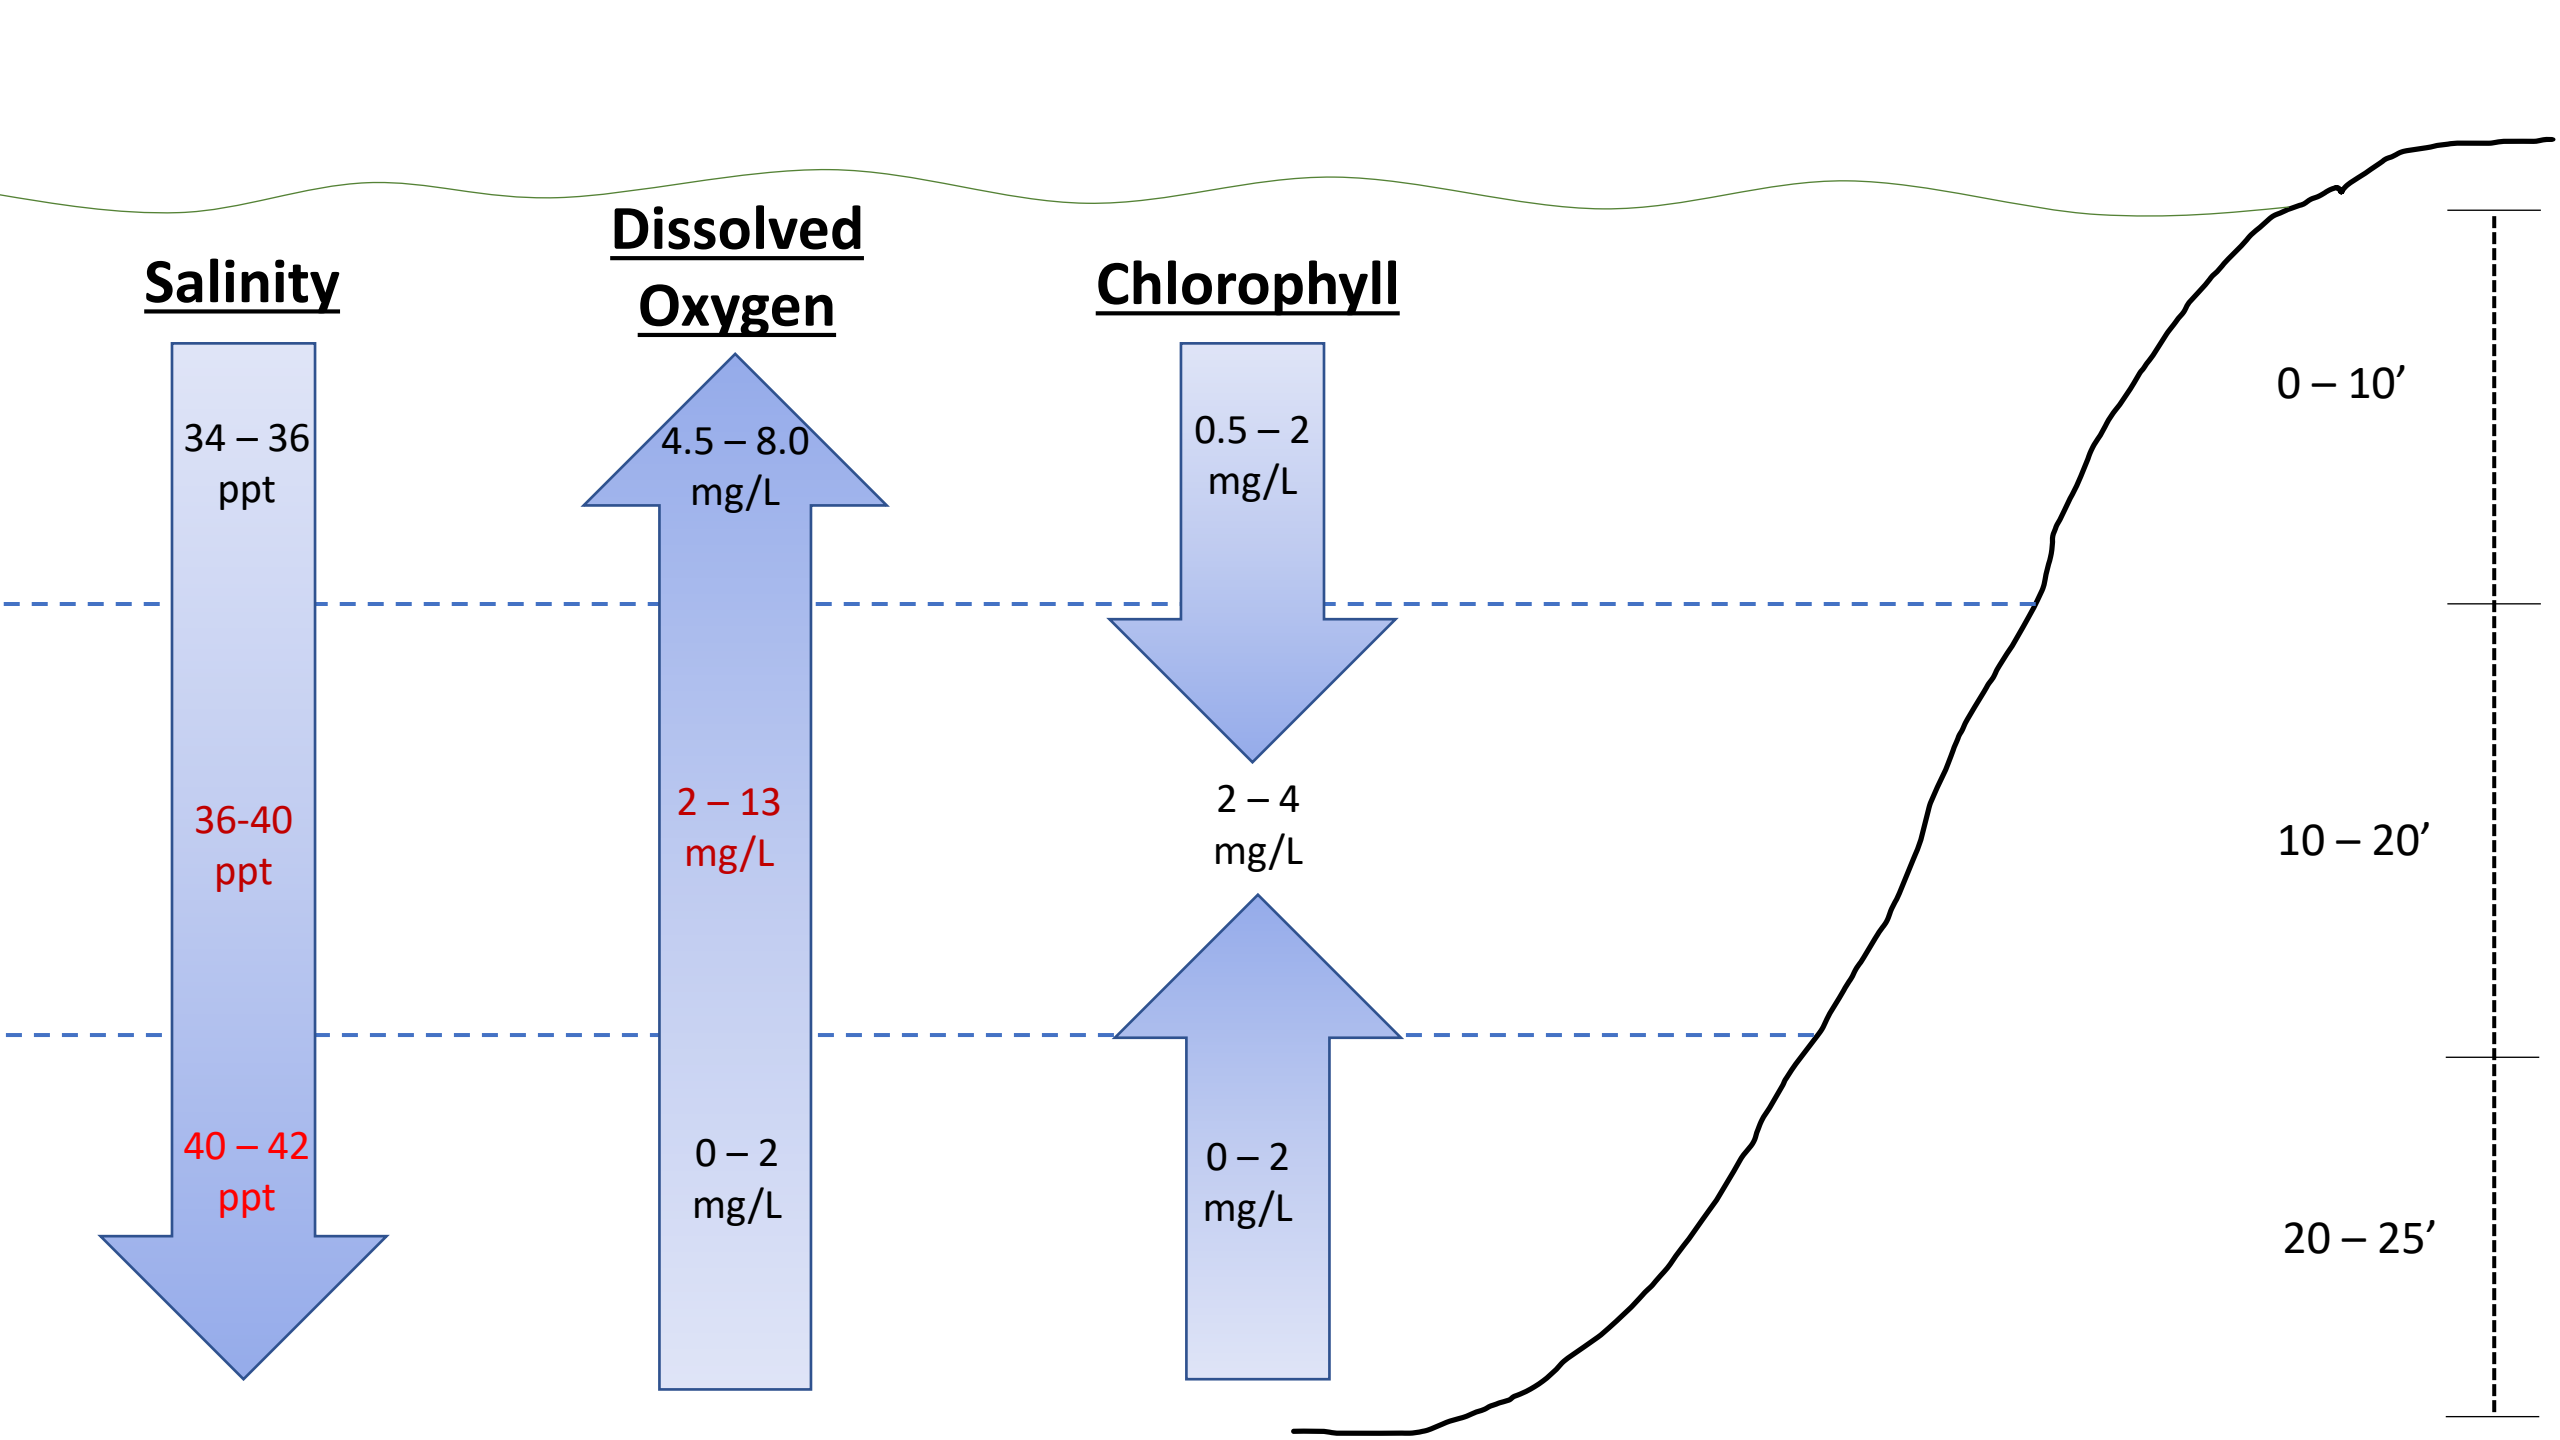 Salinity
Dissolved
Oxygen
Chlorophyll
34 – 36
ppt
4.5 – 8.0
mg/L
0.5 – 2
mg/L
0 – 10’
36-40
ppt
2 – 13
mg/L
2 – 4
mg/L
10 – 20’
40 – 42
ppt
0 – 2
mg/L
0 – 2
mg/L
20 – 25’